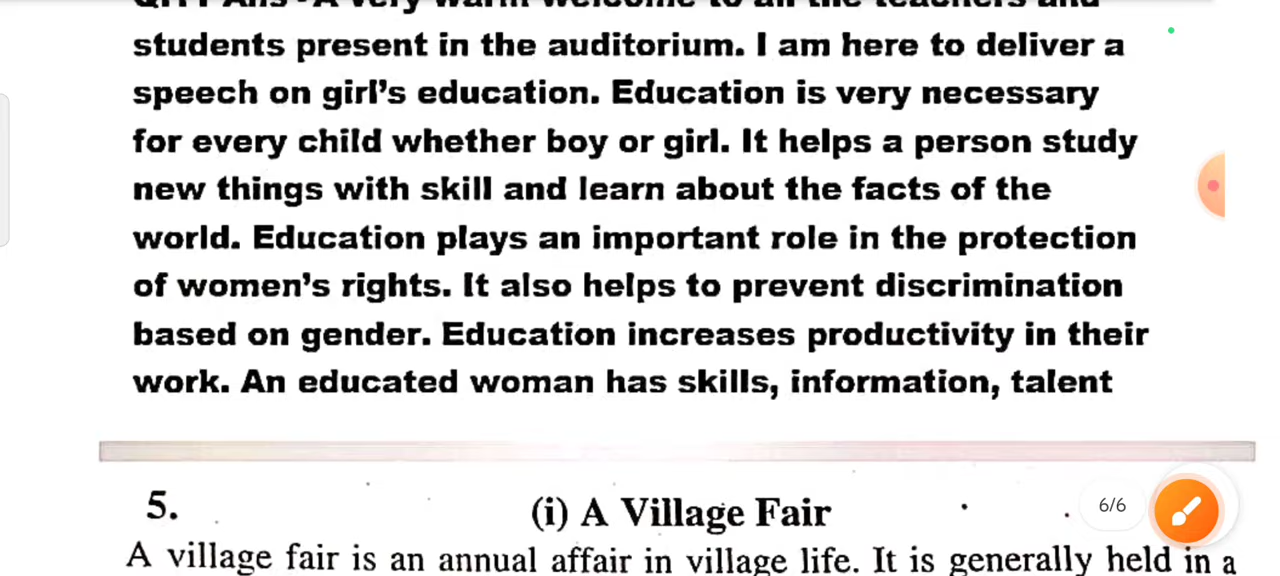 students present in the auditorium. I am here to deliver a
speech on girl's education. Education is very necessary
for every child whether boy or girl. It helps a person study
new things with skill and learn about the facts of the
world. Education plays an important role in the protection
of women's rights. It also helps to prevent discrimination
based on gender. Education increases productivity in their
work. An educated woman has skills, information, talent
5. (i) A Village Fair
6/6
A village fair is an annual affair in village life. It is generally held in a